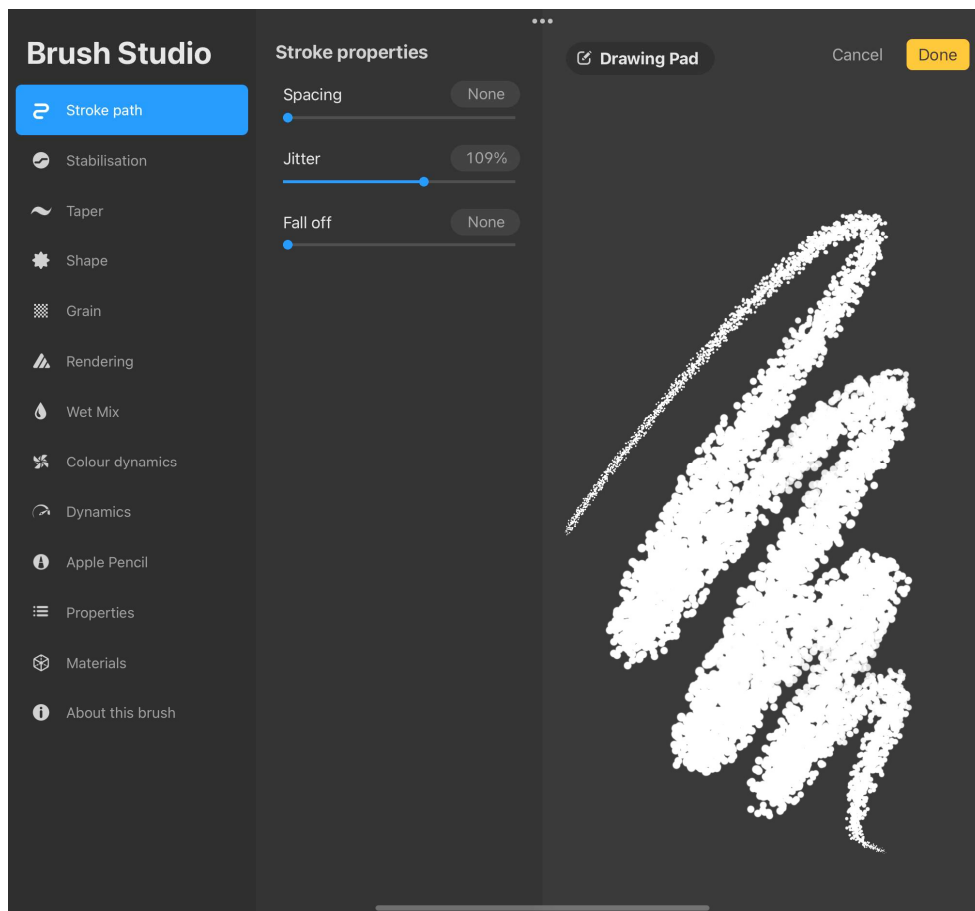 Brush Studio
Stroke path
Stabilisation
Taper
Shape
Grain
Rendering
Wet Mix
Colour dynamics
Dynamics
Apple Pencil
Properties
Materials
About this brush
Stroke properties
Spacing None
Jitter 109%
Fall off None
Drawing Pad
Cancel
Done